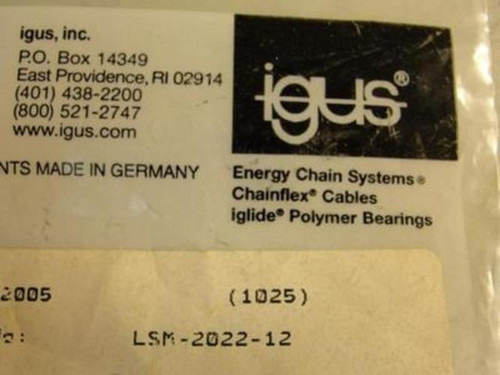 igus, inc.
P.O. Box 14349
East Providence, RI 02914
(401) 438-2200
(800) 521-2747
www.igus.com
igus®
NTS MADE IN GERMANY
Energy Chain Systems®
Chainflex® Cables
iglide® Polymer Bearings
2005 (1025)
LSM-2022-12